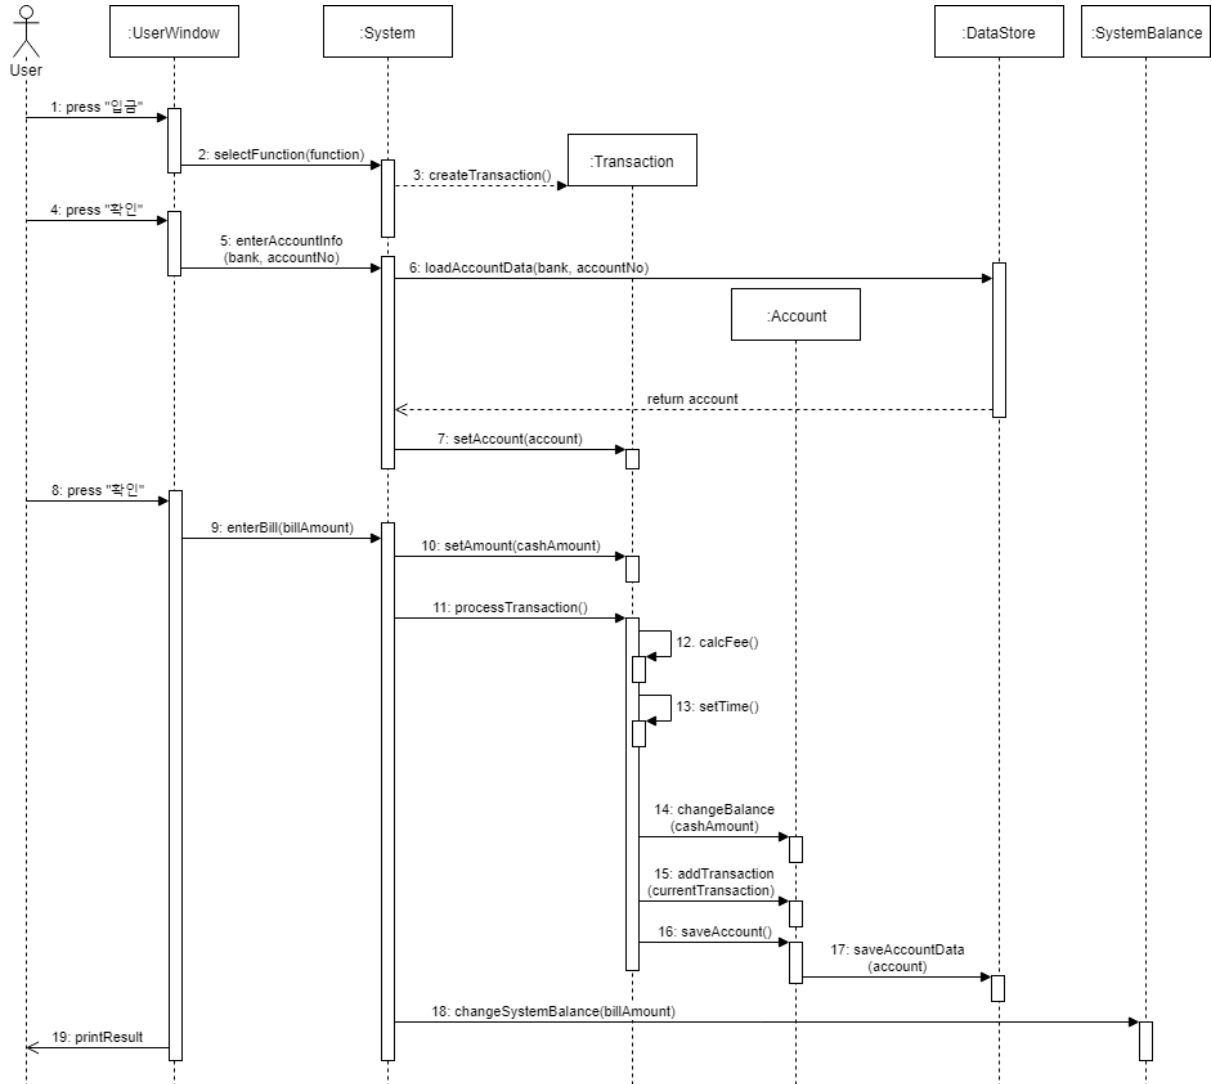 :UserWindow
:System
:DataStore
:SystemBalance
User
1: press "입금"
:Transaction
2: selectFunction(function)
3: createTransaction()
4: press "확인"
5: enterAccountInfo
(bank, accountNo)
6: loadAccountData(bank, accountNo)
:Account
return account
7: setAccount(account)
8: press "확인"
9: enterBill(billAmount)
10: setAmount(cashAmount)
11: processTransaction()
12. calcFee()
13: setTime()
14: changeBalance
(cashAmount)
15: addTransaction
(currentTransaction)
16: saveAccount()
17: saveAccountData
(account)
18: changeSystemBalance(billAmount)
19: printResult